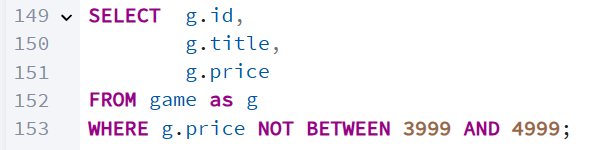 149 SELECT g.id,
150 g.title,
151 g.price
152 FROM game as g
153 WHERE g.price NOT BETWEEN 3999 AND 4999;